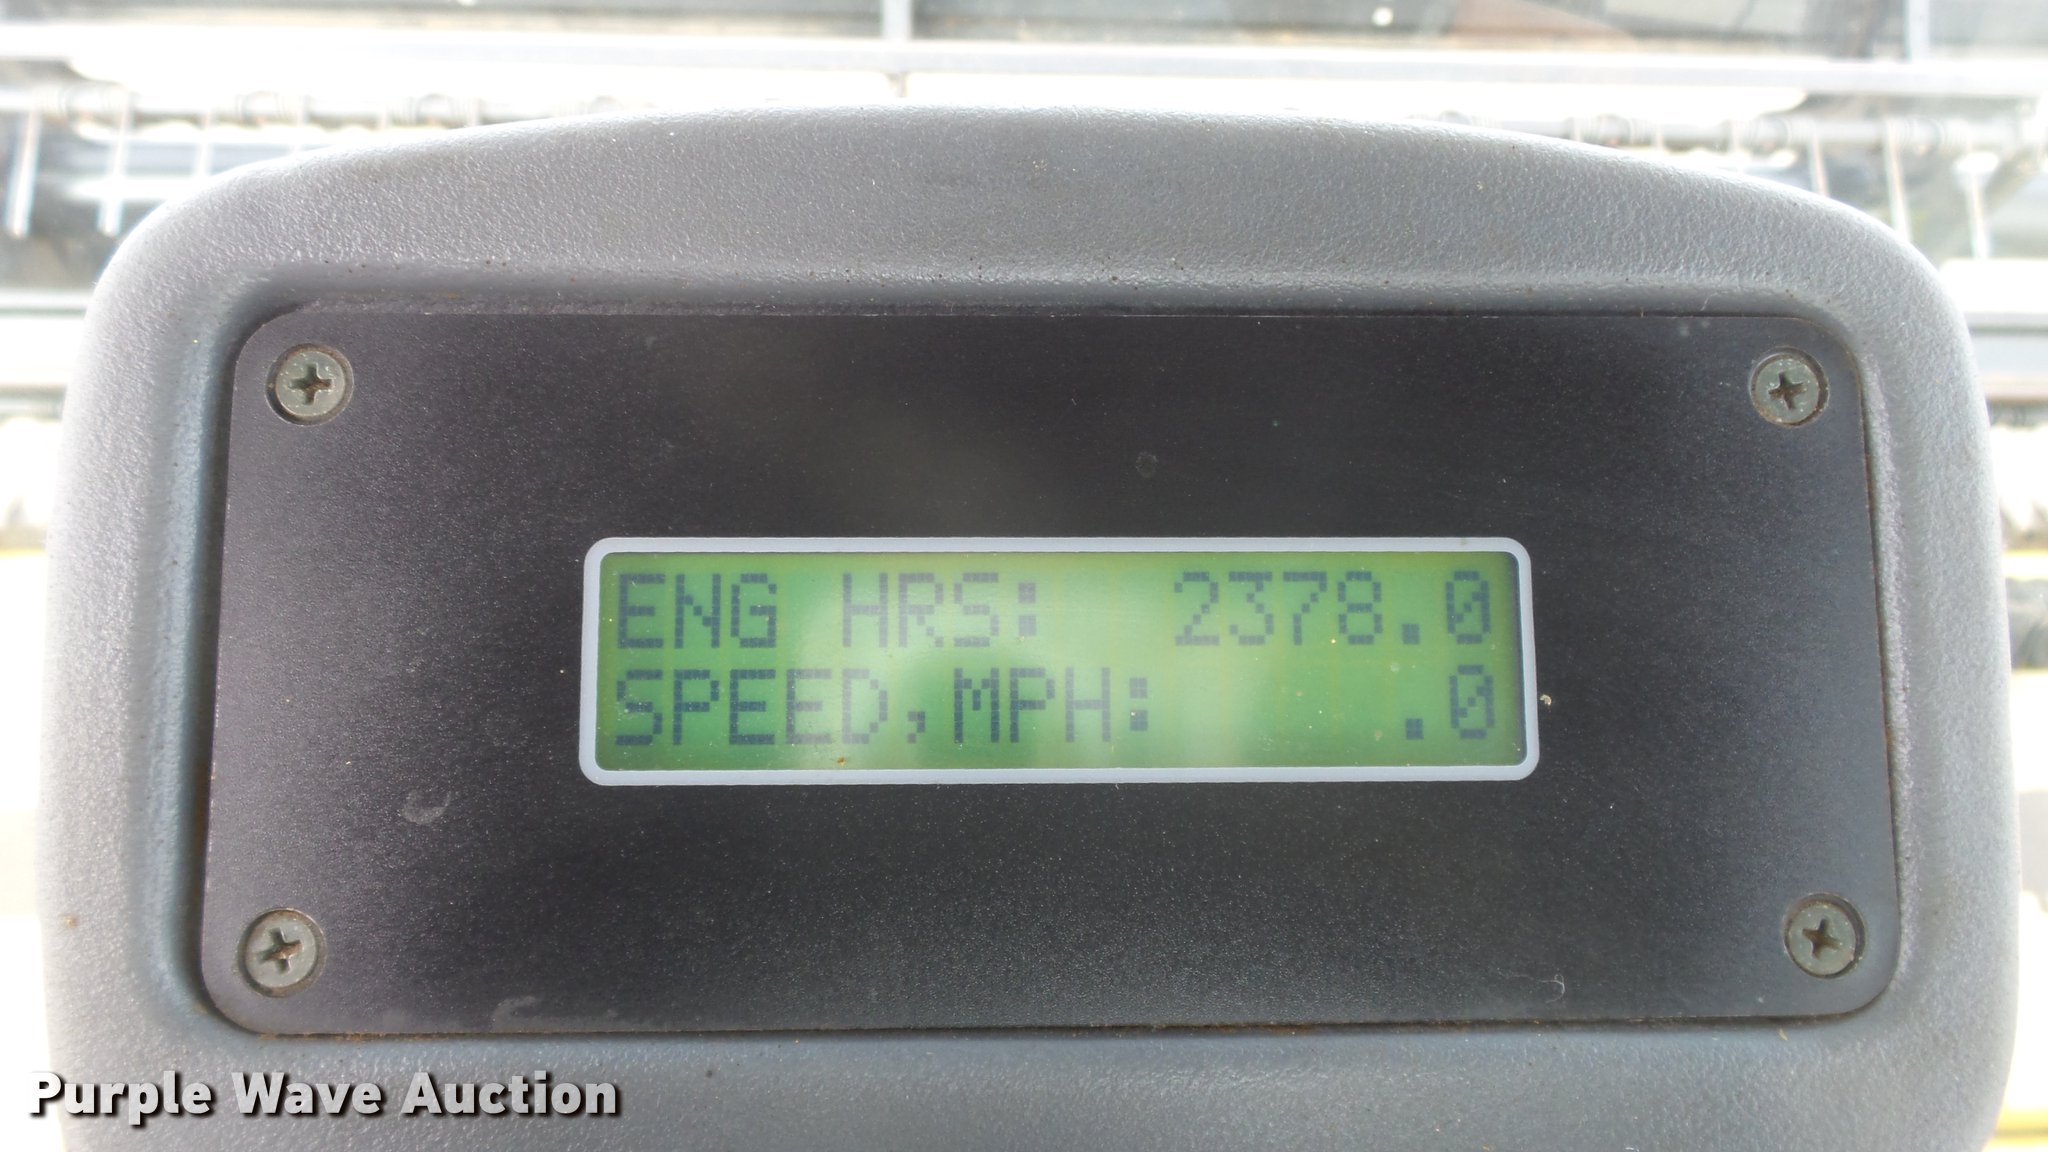 ENG HRS: 2378.0
SPEED,MPH: .0
Purple Wave Auction